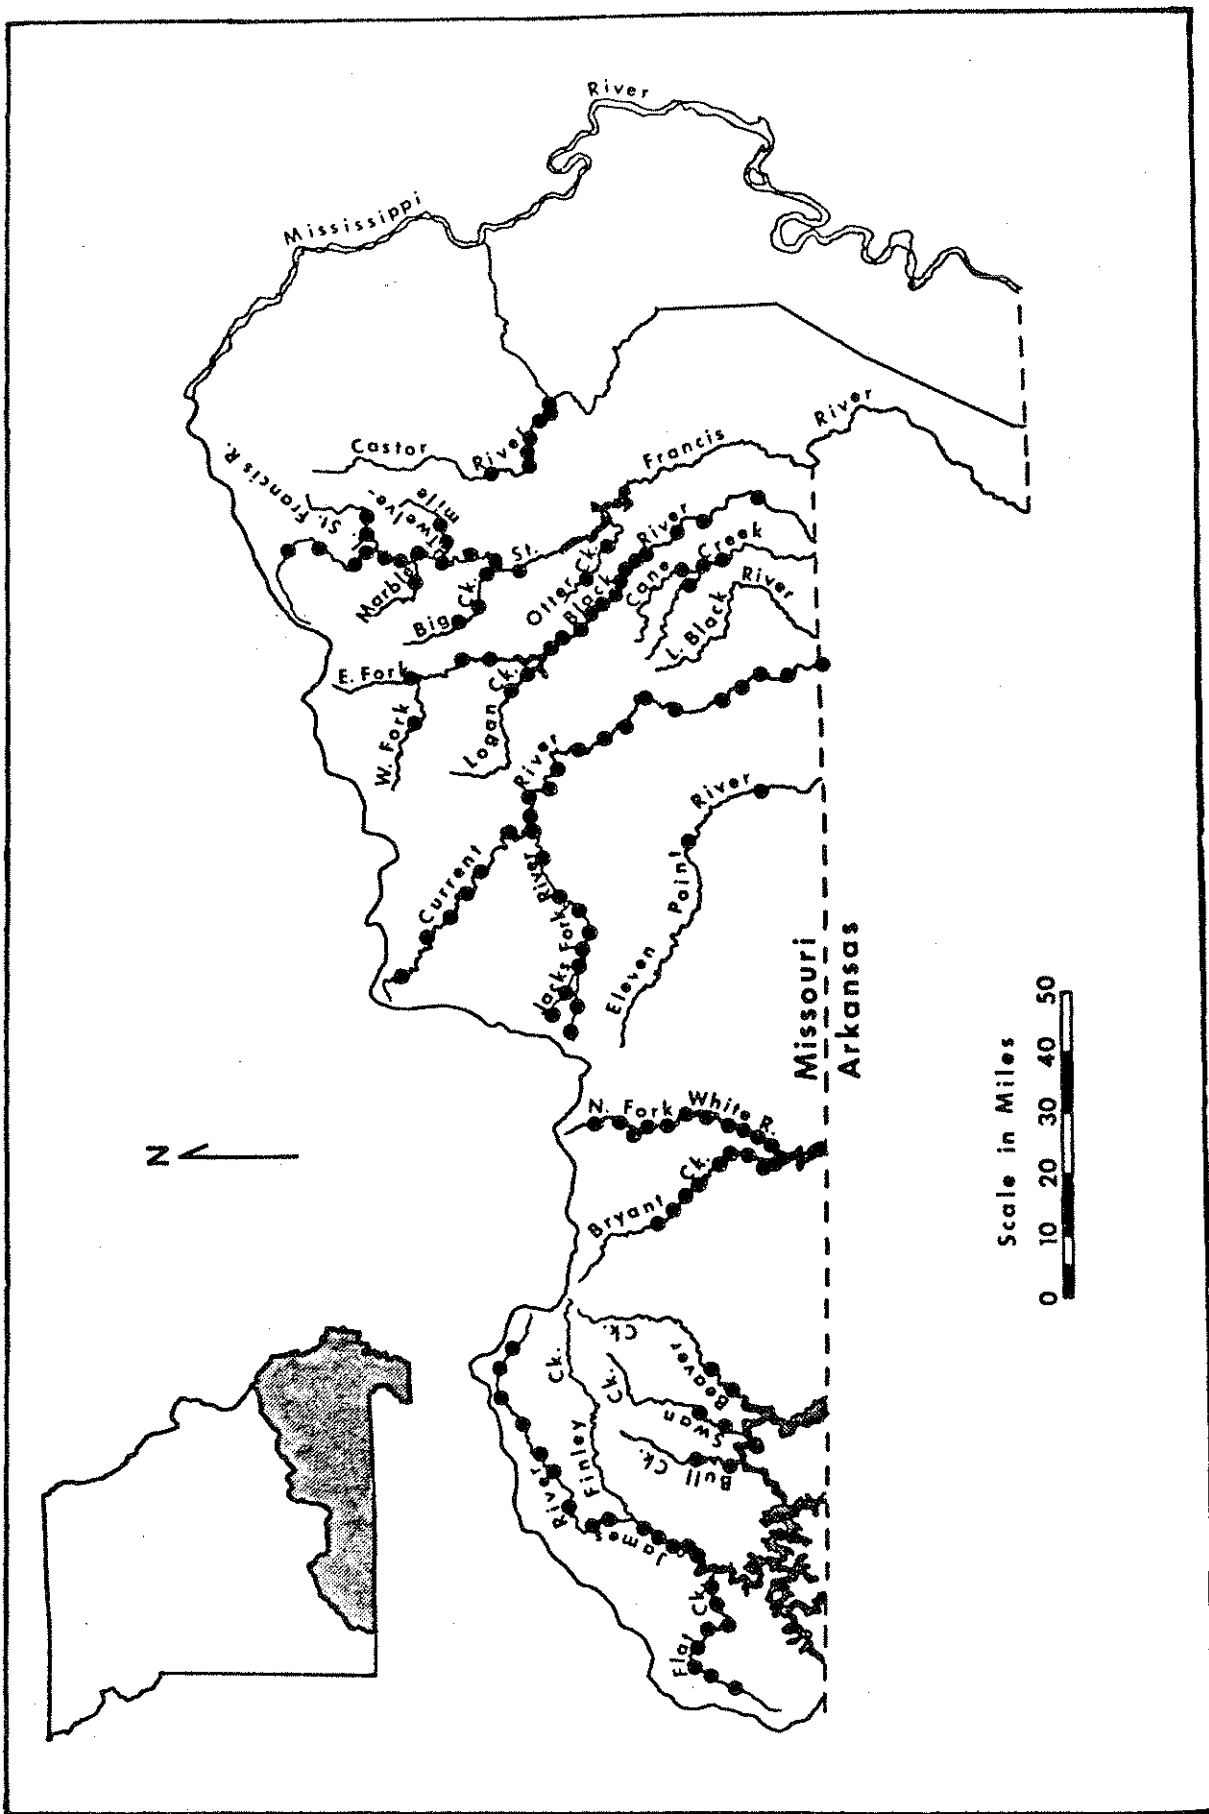 Mississippi
River
St. Francis R.
Castor
River
Twelve-
mile
Marble
Big Ck.
St. Francis
River
Otter Ck.
Black River
Cane Creek
L. Black River
E. Fork
W. Fork
Logan Ck.
Current River
Jacks Fork River
Eleven Point River
N. Fork White R.
Bryant Ck.
N
Beaver Ck.
Swan Ck.
Bull Ck.
Finley Ck.
James River
Flat Ck.
Missouri
Arkansas
Scale in Miles
0 10 20 30 40 50